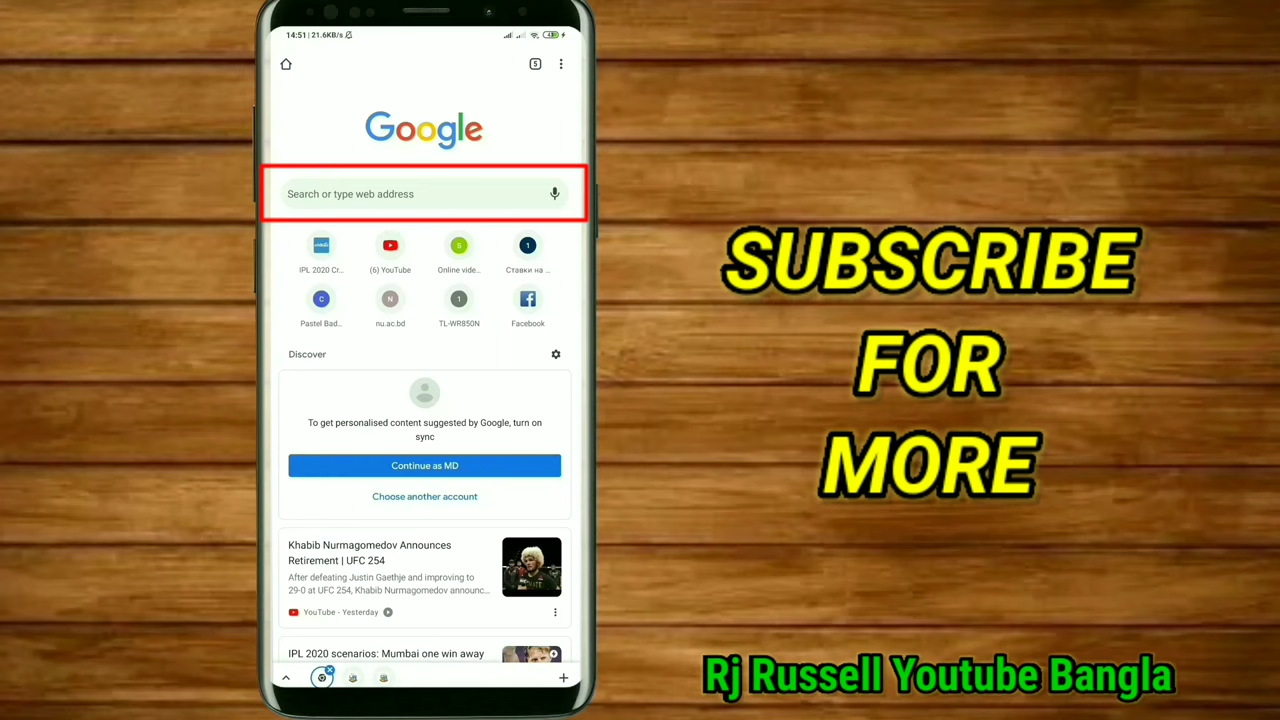 14:51 | 21.6KB/s
5
Google
Search or type web address
IPL 2020 Cr...
(6) YouTube
Online vide...
Ставки на ...
Pastel Bad...
nu.ac.bd
TL-WR850N
Facebook
Discover
To get personalised content suggested by Google, turn on
sync
Continue as MD
Choose another account
Khabib Nurmagomedov Announces
Retirement | UFC 254
After defeating Justin Gaethje and improving to
29-0 at UFC 254, Khabib Nurmagomedov announc...
YouTube - Yesterday
IPL 2020 scenarios: Mumbai one win away
SUBSCRIBE
FOR
MORE
Rj Russell Youtube Bangla